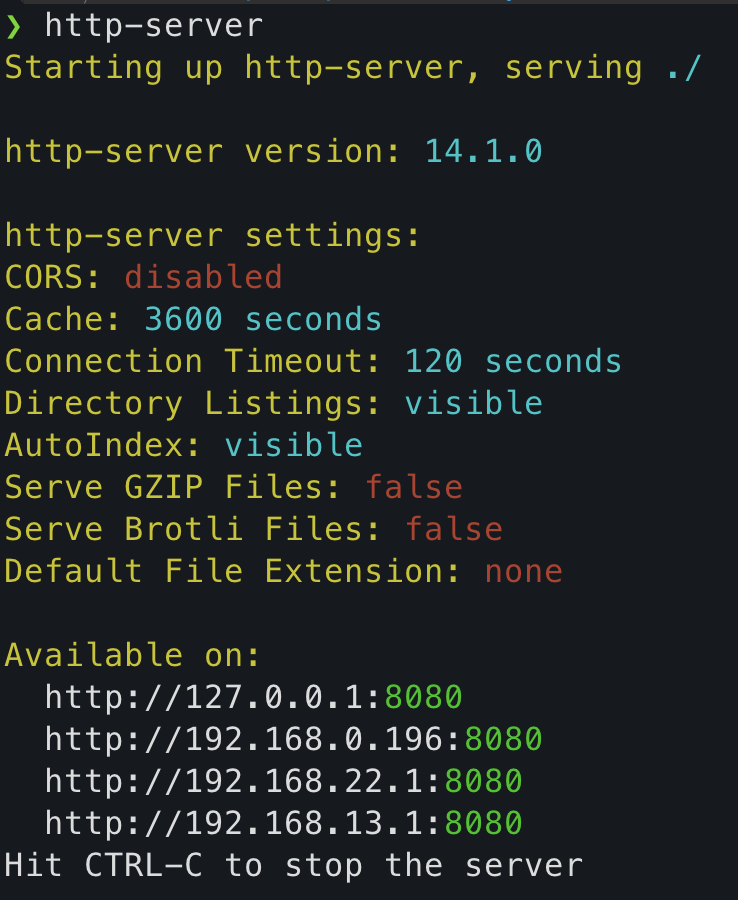 ❯ http-server
Starting up http-server, serving ./
http-server version: 14.1.0
http-server settings:
CORS: disabled
Cache: 3600 seconds
Connection Timeout: 120 seconds
Directory Listings: visible
AutoIndex: visible
Serve GZIP Files: false
Serve Brotli Files: false
Default File Extension: none
Available on:
http://127.0.0.1:8080
http://192.168.0.196:8080
http://192.168.22.1:8080
http://192.168.13.1:8080
Hit CTRL-C to stop the server